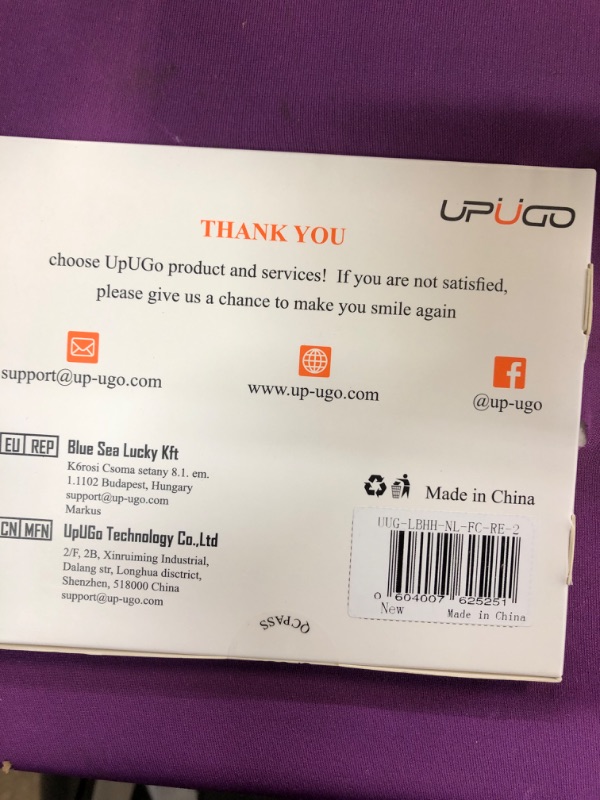 UPUGO
THANK YOU
choose UpUGo product and services! If you are not satisfied,
please give us a chance to make you smile again
support@up-ugo.com
www.up-ugo.com
@up-ugo
EU REP Blue Sea Lucky Kft
K6rosi Csoma setany 8.1. em.
1.1102 Budapest, Hungary
support@up-ugo.com
Markus
CN MFN UpUGo Technology Co.,Ltd
2/F, 2B, Xinruiming Industrial,
Dalang str, Longhua disctrict,
Shenzhen, 518000 China
support@up-ugo.com
Made in China
UUG-LBHH-NL-FC-RE-2
0 604007 625251
New Made in China
QC PASS